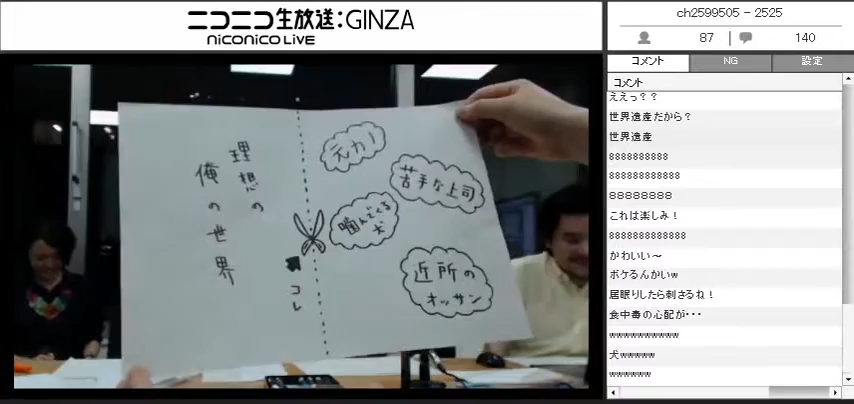 ニコニコ生放送:GINZA
niconico Live
ch2599505 - 2525
87
140
コメント
NG
設定
コメント
ええっ？？
世界遺産だから？
世界遺産
88888888888
8888888888888
88888888
これは楽しみ！
88888888888888
かわいい～
ボケるんかいw
居眠りしたら刺さるね！
食中毒の心配が・・・
wwwwwwwwww
犬wwwww
wwwwww
理想の
俺の世界
コレ
元カノ
苦手な上司
噛んでくる
犬
近所の
オッサン